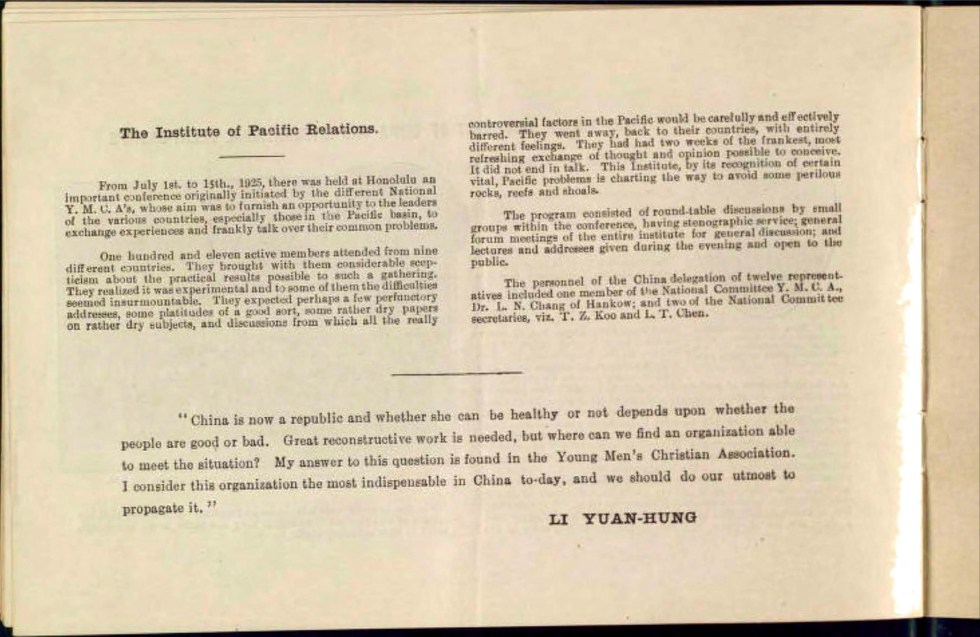 The Institute of Pacific Relations.
From July 1st. to 15th., 1925, there was held at Honolulu an
important conference originally initiated by the different National
Y. M. C. A's, whose aim was to furnish an opportunity to the leaders
of the various countries, especially those in the Pacific basin, to
exchange experiences and frankly talk over their common problems.
One hundred and eleven active members attended from nine
different countries. They brought with them considerable scep-
ticism about the practical results possible to such a gathering.
They realized it was experimental and to some of them the difficulties
seemed insurmountable. They expected perhaps a few perfunctory
addresses, some platitudes of a good sort, some rather dry papers
on rather dry subjects, and discussions from which all the really
controversial factors in the Pacific would be carefully and effectively
barred. They went away, back to their countries, with entirely
different feelings. They had had two weeks of the frankest, most
refreshing exchange of thought and opinion possible to conceive.
It did not end in talk. This Institute, by its recognition of certain
vital, Pacific problems is charting the way to avoid some perilous
rocks, reefs and shoals.
The program consisted of round-table discussions by small
groups within the conference, having stenographic service; general
forum meetings of the entire institute for general discussion; and
lectures and addresses given during the evening and open to the
public.
The personnel of the China delegation of twelve represent-
atives included one member of the National Committee Y. M. C. A.,
Dr. L. N. Chang of Hankow; and two of the National Committee
secretaries, viz. T. Z. Koo and L. T. Chen.
"China is now a republic and whether she can be healthy or not depends upon whether the
people are good or bad. Great reconstructive work is needed, but where can we find an organization able
to meet the situation? My answer to this question is found in the Young Men's Christian Association.
I consider this organization the most indispensable in China to-day, and we should do our utmost to
propagate it."
LI YUAN-HUNG